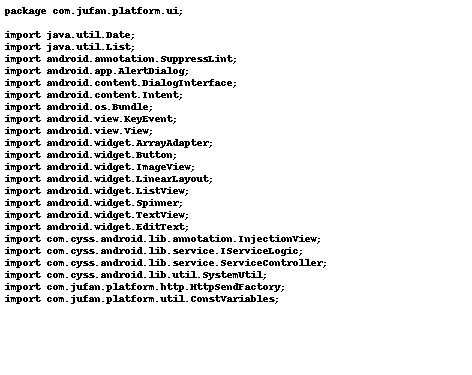 package com.jufan.platform.ui;
import java.util.Date;
import java.util.List;
import android.annotation.SuppressLint;
import android.app.AlertDialog;
import android.content.DialogInterface;
import android.content.Intent;
import android.os.Bundle;
import android.view.KeyEvent;
import android.view.View;
import android.widget.ArrayAdapter;
import android.widget.Button;
import android.widget.ImageView;
import android.widget.LinearLayout;
import android.widget.ListView;
import android.widget.Spinner;
import android.widget.TextView;
import android.widget.EditText;
import com.cyss.android.lib.annotation.InjectionView;
import com.cyss.android.lib.service.IServiceLogic;
import com.cyss.android.lib.service.ServiceController;
import com.cyss.android.lib.util.SystemUtil;
import com.jufan.platform.http.HttpSendFactory;
import com.jufan.platform.util.ConstVariables;